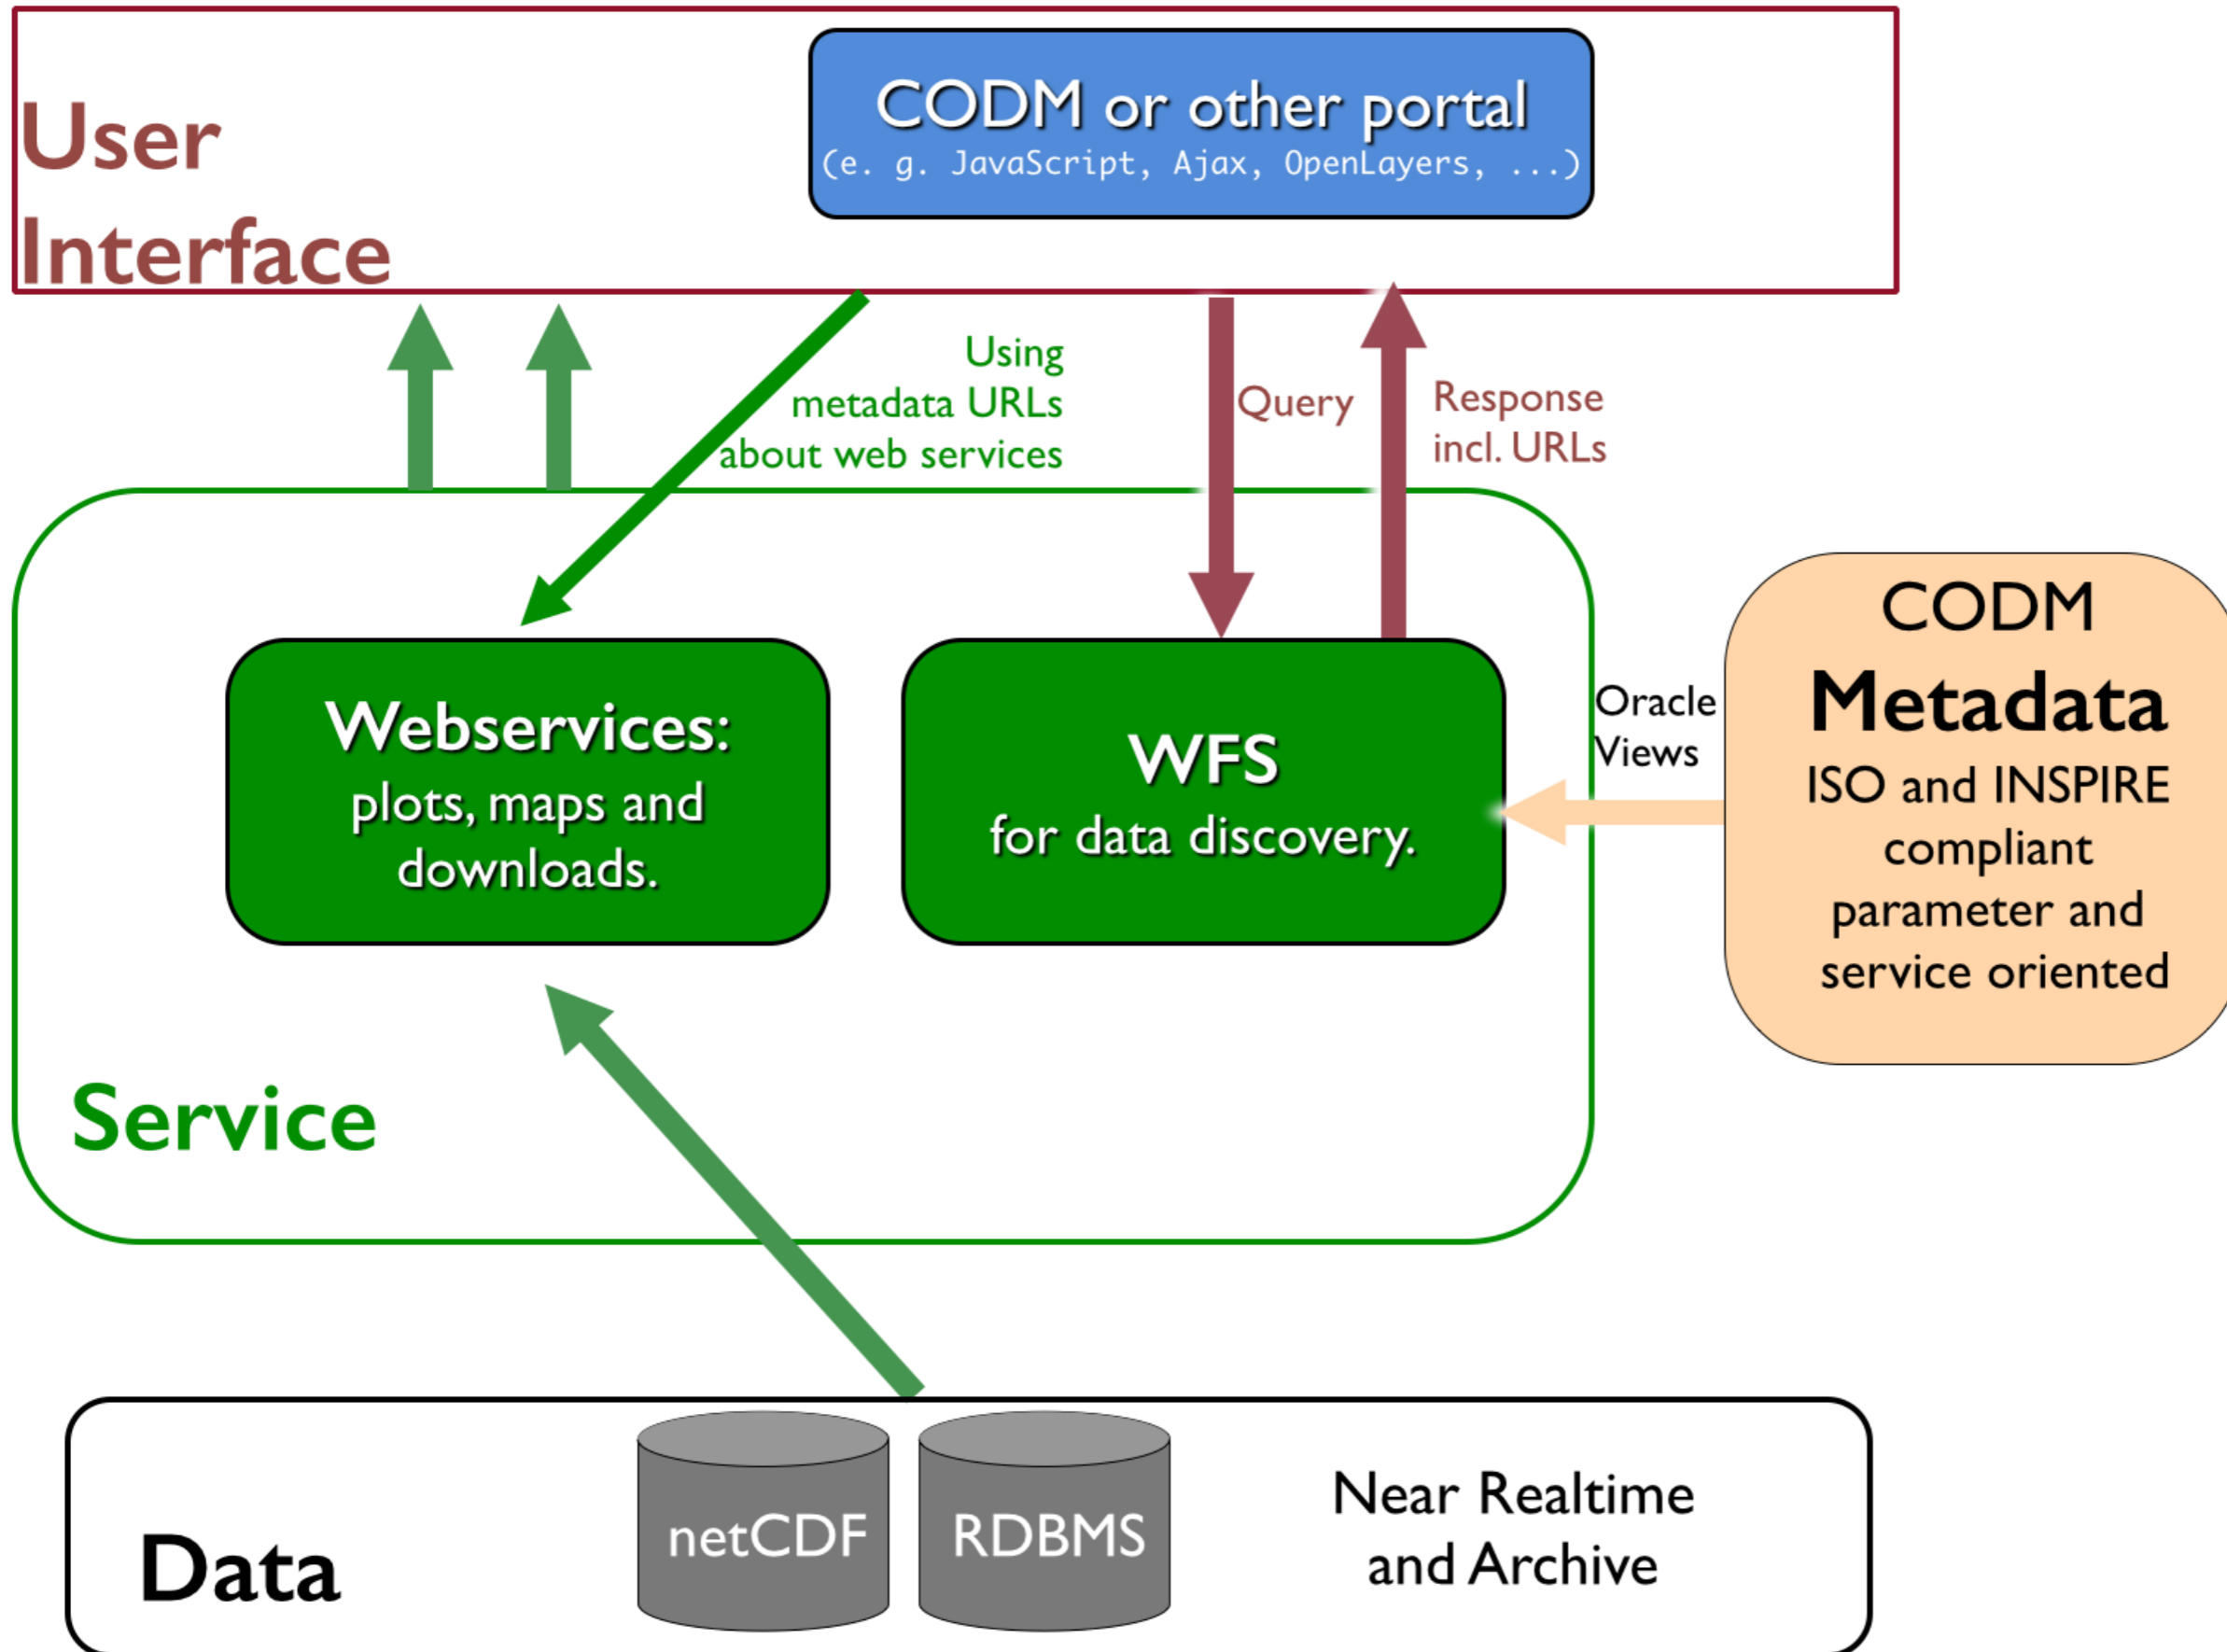 User
Interface
CODM or other portal
(e. g. JavaScript, Ajax, OpenLayers, ...)
Using
metadata URLs
about web services
Query
Response
incl. URLs
Webservices:
plots, maps and
downloads.
WFS
for data discovery.
Oracle
Views
CODM
Metadata
ISO and INSPIRE
compliant
parameter and
service oriented
Service
Data
netCDF
RDBMS
Near Realtime
and Archive